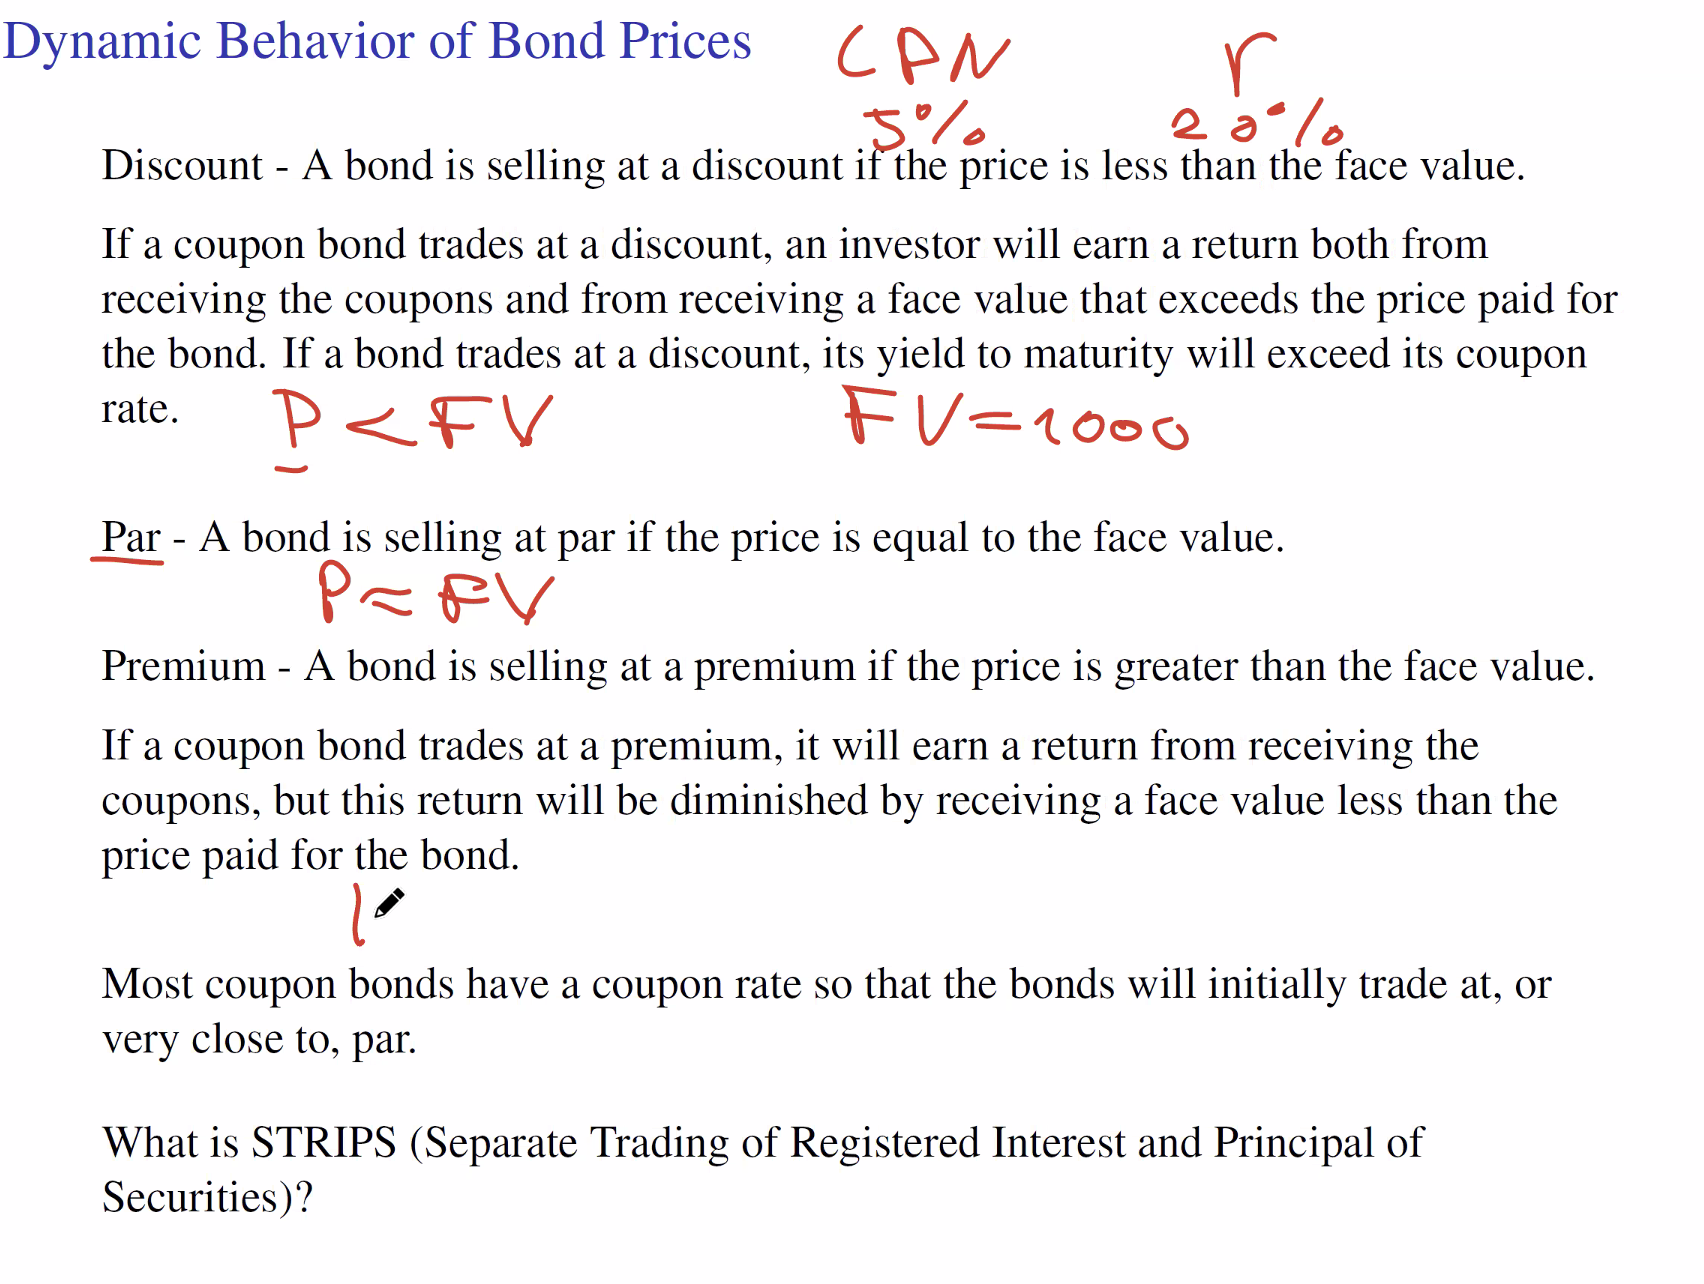 Dynamic Behavior of Bond Prices
CPN r
5% 20%
Discount - A bond is selling at a discount if the price is less than the face value.
If a coupon bond trades at a discount, an investor will earn a return both from
receiving the coupons and from receiving a face value that exceeds the price paid for
the bond. If a bond trades at a discount, its yield to maturity will exceed its coupon
rate.
P < FV FV = 1000
Par - A bond is selling at par if the price is equal to the face value.
P ≈ FV
Premium - A bond is selling at a premium if the price is greater than the face value.
If a coupon bond trades at a premium, it will earn a return from receiving the
coupons, but this return will be diminished by receiving a face value less than the
price paid for the bond.
Most coupon bonds have a coupon rate so that the bonds will initially trade at, or
very close to, par.
What is STRIPS (Separate Trading of Registered Interest and Principal of
Securities)?